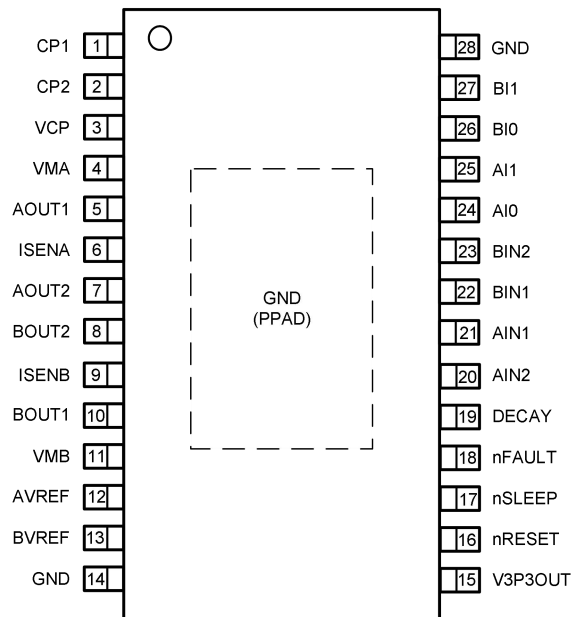 CP1 1 28 GND
CP2 2 27 BI1
VCP 3 26 BI0
VMA 4 25 AI1
AOUT1 5 24 AI0
ISENA 6 23 BIN2
AOUT2 7 GND 22 BIN1
(PPAD)
BOUT2 8 21 AIN1
ISENB 9 20 AIN2
BOUT1 10 19 DECAY
VMB 11 18 nFAULT
AVREF 12 17 nSLEEP
BVREF 13 16 nRESET
GND 14 15 V3P3OUT